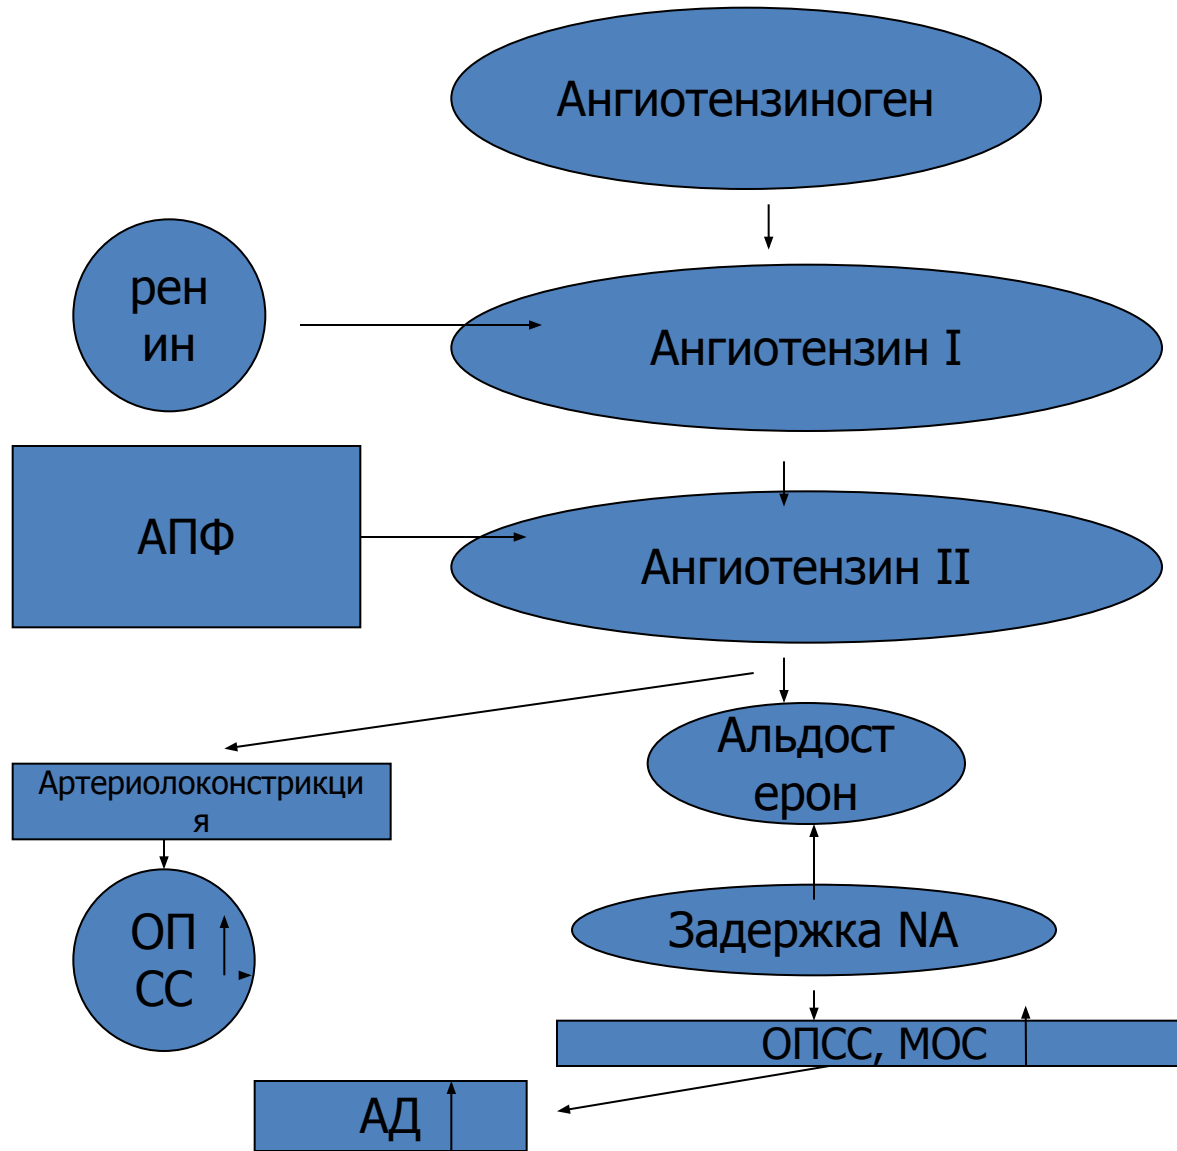 Ангиотензиноген
рен
ин
Ангиотензин I
АПФ
Ангиотензин II
Альдост
ерон
Артериолоконстрикци
я
ОП
СС
Задержка NA
ОПСС, МОС
АД